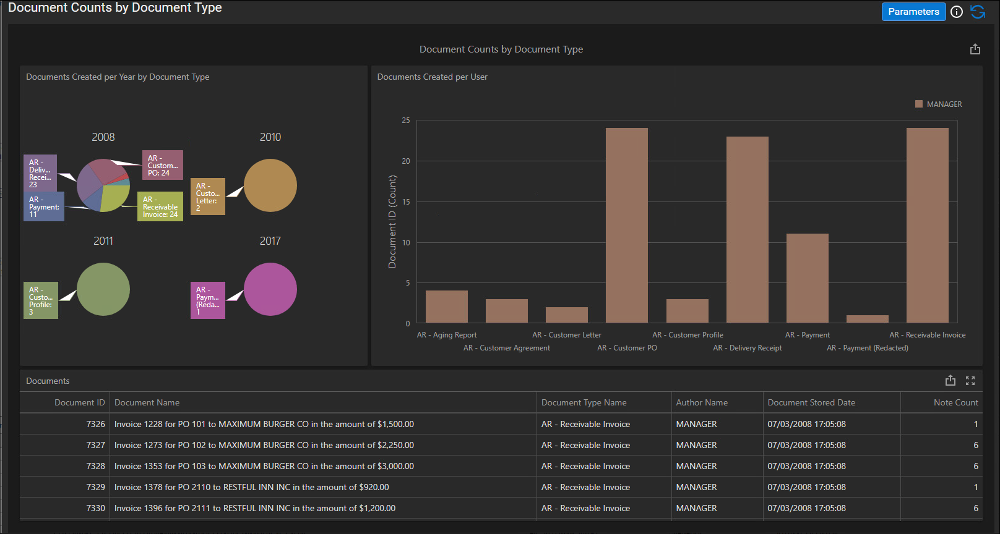 Document Counts by Document Type
Parameters
Document Counts by Document Type
Documents Created per Year by Document Type
2008
AR -
Deliv...
Recei...
23
AR -
Custom...
PO: 24
AR -
Payment:
11
AR -
Receivable
Invoice: 24
2010
AR -
Custo...
Letter:
2
2011
AR -
Custo...
Profile:
3
2017
AR -
Paym...
(Reda...
1
Documents Created per User
MANAGER
Document ID (Count)
25
20
15
10
5
0
AR - Aging Report
AR - Customer Agreement
AR - Customer Letter
AR - Customer PO
AR - Customer Profile
AR - Delivery Receipt
AR - Payment
AR - Payment (Redacted)
AR - Receivable Invoice
Documents
Document ID Document Name Document Type Name Author Name Document Stored Date Note Count
7326 Invoice 1228 for PO 101 to MAXIMUM BURGER CO in the amount of $1,500.00 AR - Receivable Invoice MANAGER 07/03/2008 17:05:08 1
7327 Invoice 1273 for PO 102 to MAXIMUM BURGER CO in the amount of $2,250.00 AR - Receivable Invoice MANAGER 07/03/2008 17:05:08 6
7328 Invoice 1353 for PO 103 to MAXIMUM BURGER CO in the amount of $3,000.00 AR - Receivable Invoice MANAGER 07/03/2008 17:05:08 6
7329 Invoice 1378 for PO 2110 to RESTFUL INN INC in the amount of $920.00 AR - Receivable Invoice MANAGER 07/03/2008 17:05:08 1
7330 Invoice 1396 for PO 2111 to RESTFUL INN INC in the amount of $1,200.00 AR - Receivable Invoice MANAGER 07/03/2008 17:05:08 6